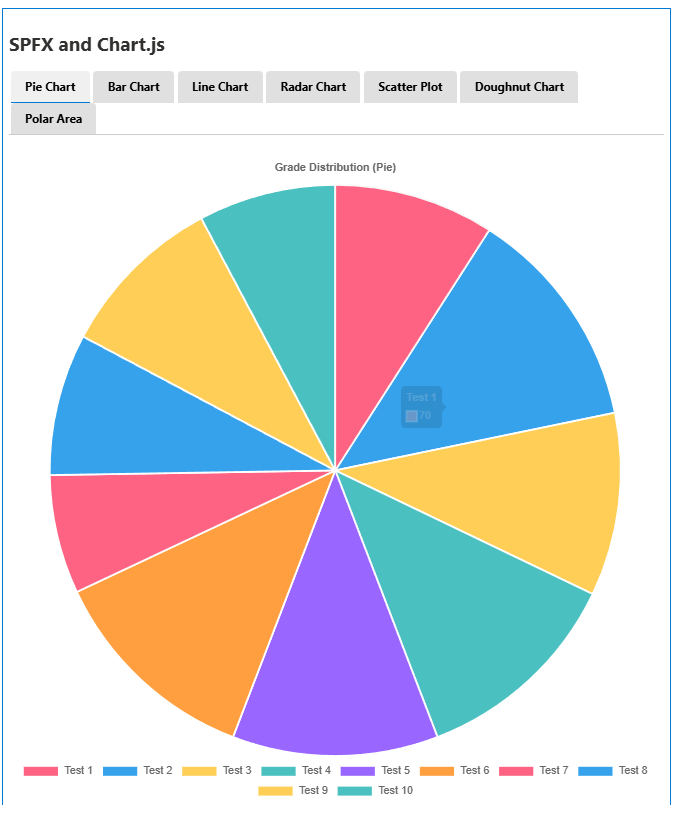 SPFX and Chart.js
Pie Chart Bar Chart Line Chart Radar Chart Scatter Plot Doughnut Chart
Polar Area
Grade Distribution (Pie)
Test 1
70
Test 1 Test 2 Test 3 Test 4 Test 5 Test 6 Test 7 Test 8
Test 9 Test 10